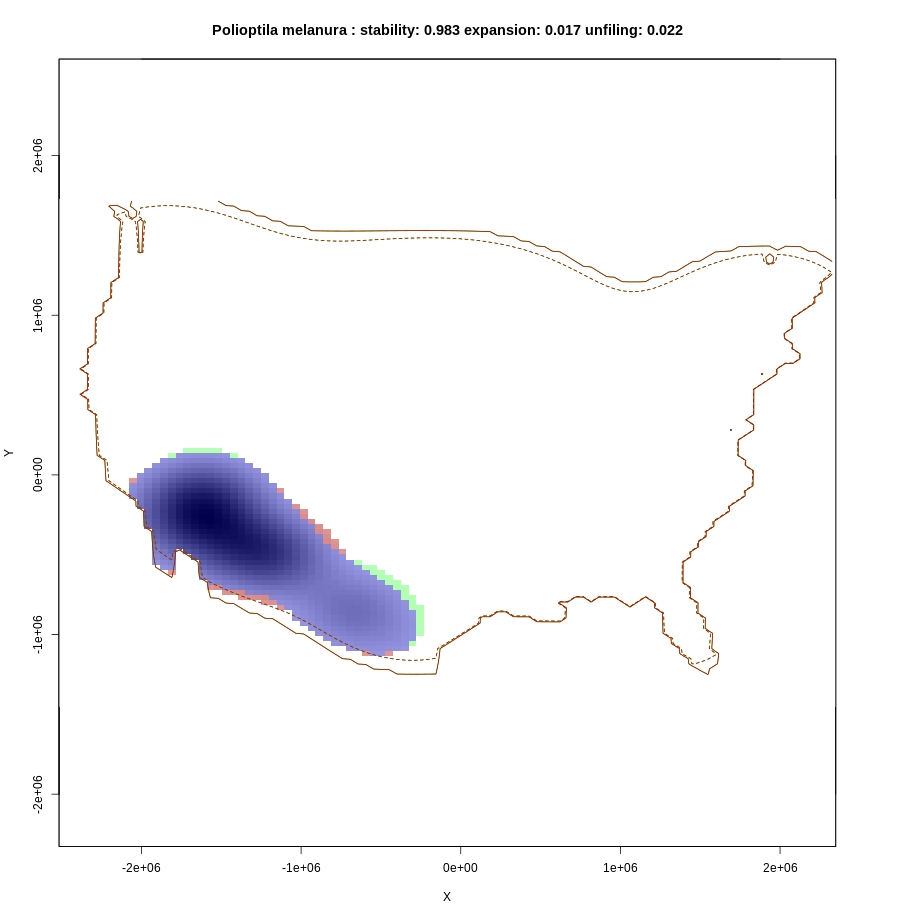 Polioptila melanura : stability: 0.983 expansion: 0.017 unfiling: 0.022
2e+06
1e+06
0e+00
-1e+06
-2e+06
Y
-2e+06 -1e+06 0e+00 1e+06 2e+06
X